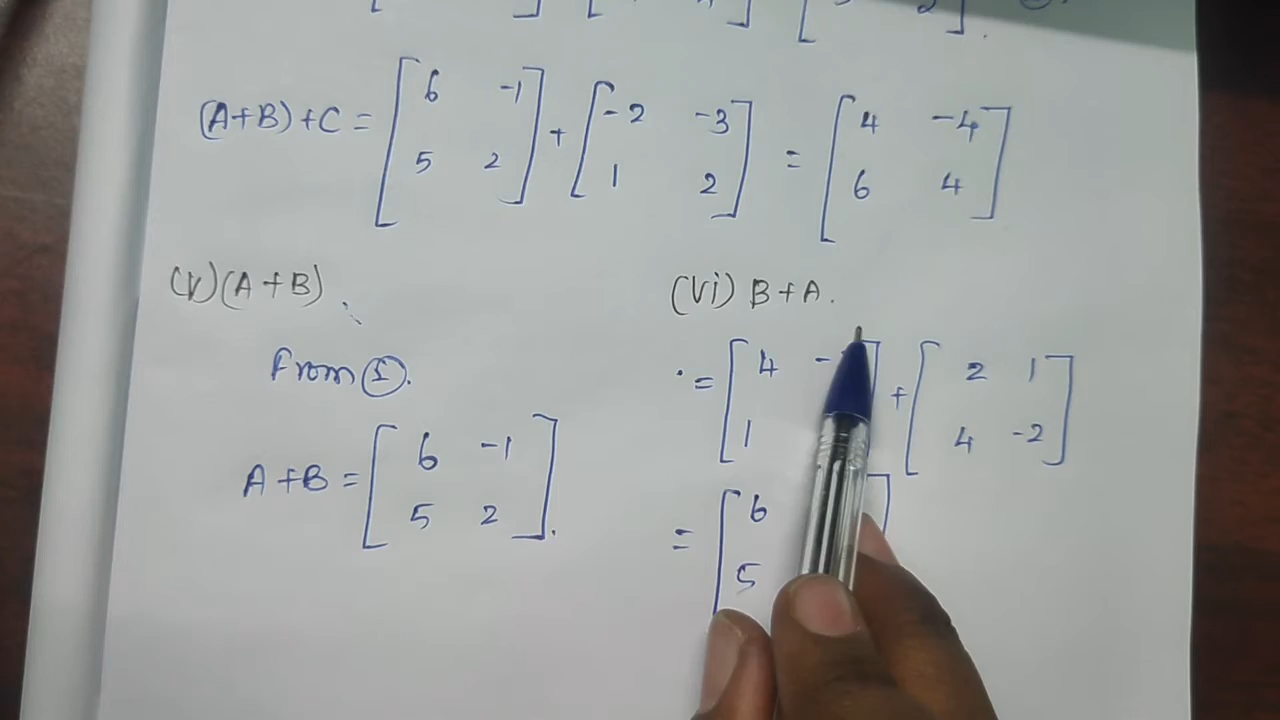 (A+B)+C = [6 -1 5 2] + [-2 -3 1 2] = [4 -4 6 4]
(v)(A+B).
From ①.
A+B = [6 -1 5 2].
(vi) B+A.
= [4 1] + [2 1 4 -2]
= [6 5]